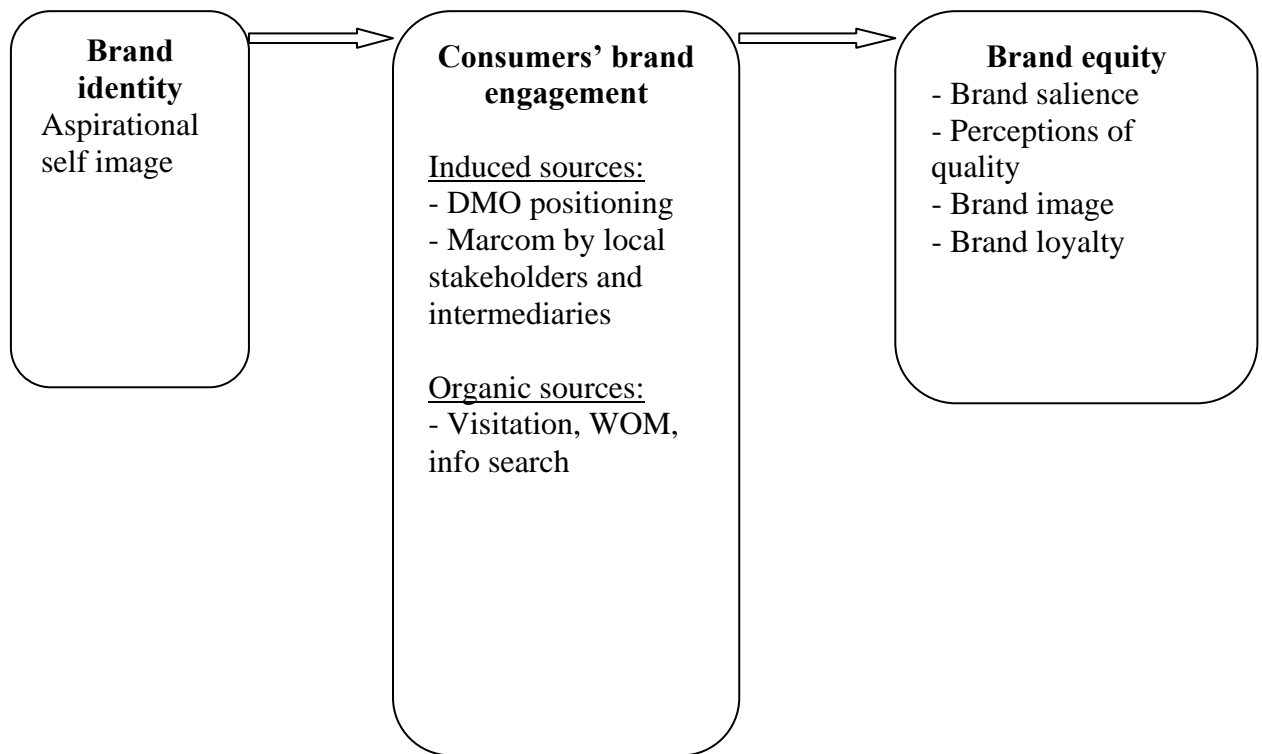 Brand
identity
Aspirational
self image
Consumers’ brand
engagement
Induced sources:
- DMO positioning
- Marcom by local
stakeholders and
intermediaries
Organic sources:
- Visitation, WOM,
info search
Brand equity
- Brand salience
- Perceptions of
quality
- Brand image
- Brand loyalty